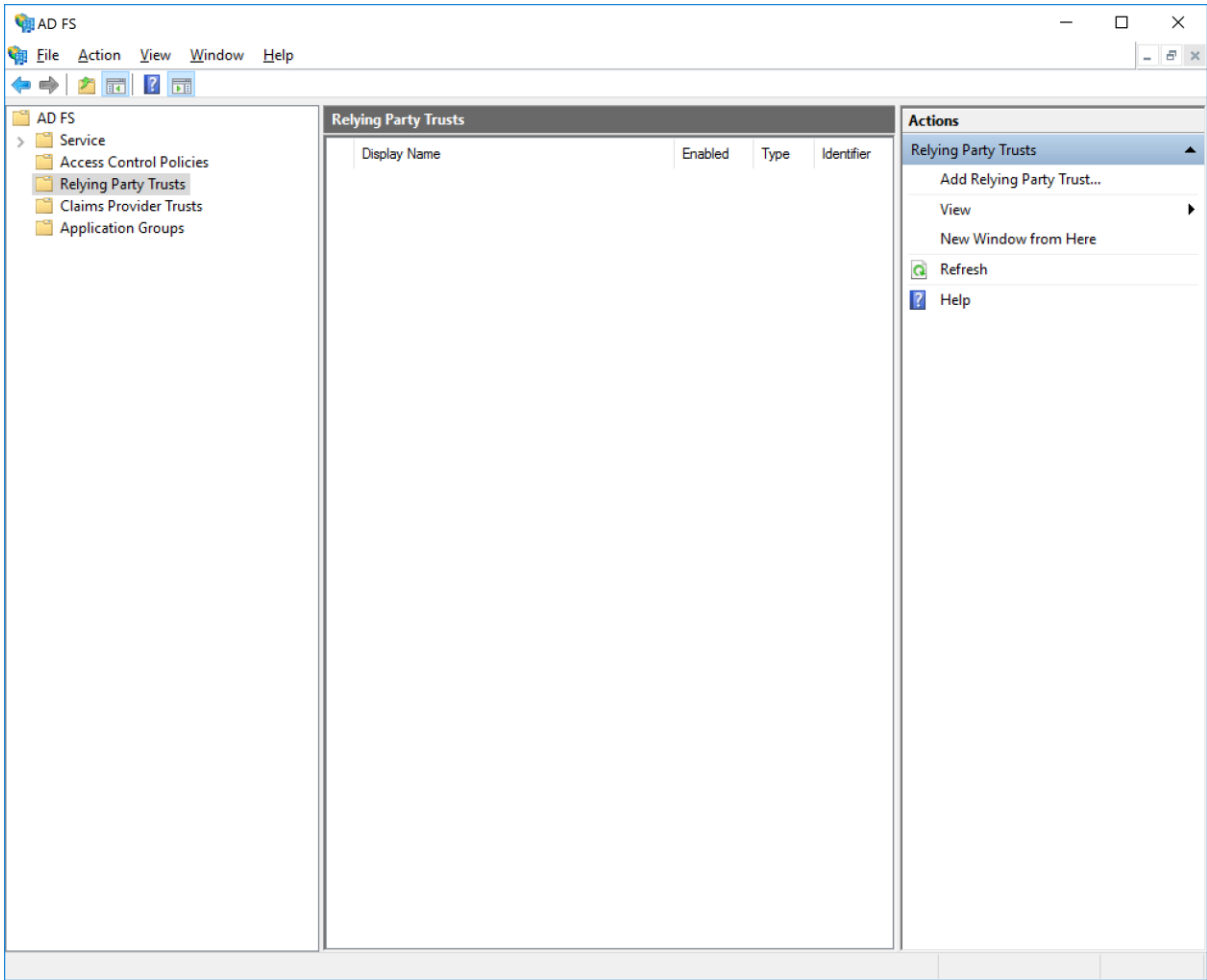 AD FS
File Action View Window Help
AD FS
Service
Access Control Policies
Relying Party Trusts
Claims Provider Trusts
Application Groups
Relying Party Trusts
Display Name Enabled Type Identifier
Actions
Relying Party Trusts
Add Relying Party Trust...
View
New Window from Here
Refresh
Help